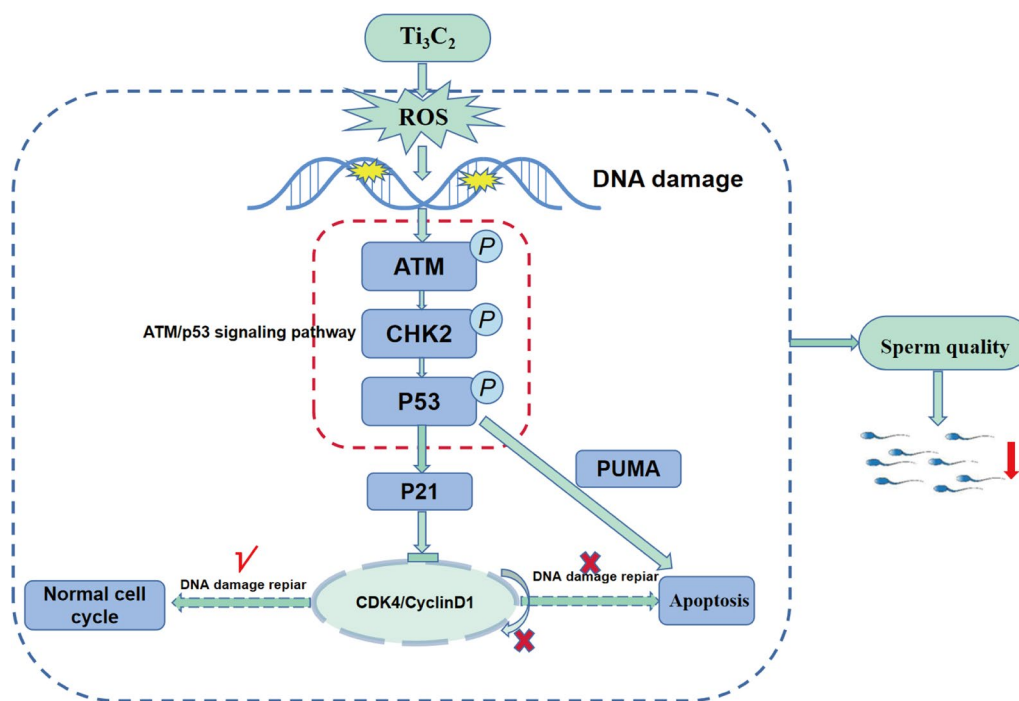 Ti₃C₂
ROS
DNA damage
P
ATM
P
ATM/p53 signaling pathway
CHK2
P
P53
Sperm quality
PUMA
P21
DNA damage repiar
DNA damage repiar
Normal cell
cycle
CDK4/CyclinD1
Apoptosis